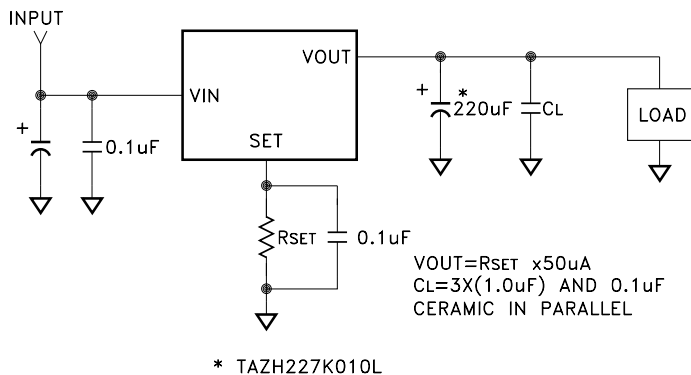 INPUT
VOUT
VIN
+
*
+
220uF
CL
LOAD
0.1uF
SET
RSET
0.1uF
VOUT=RSET x50uA
CL=3X(1.0uF) AND 0.1uF
CERAMIC IN PARALLEL
* TAZH227K010L